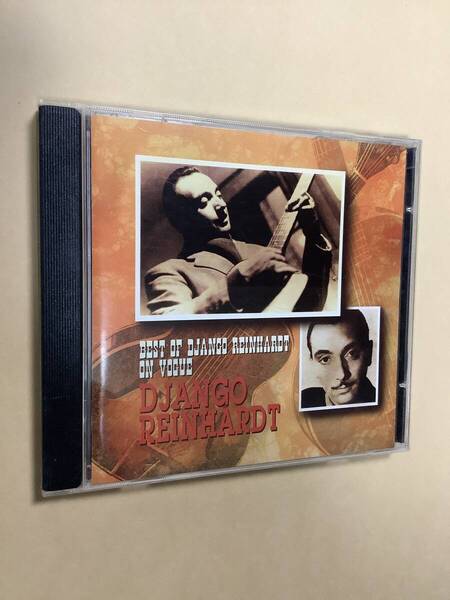 BEST OF DJANGO REINHARDT
ON VOGUE
DJANGO
REINHARDT